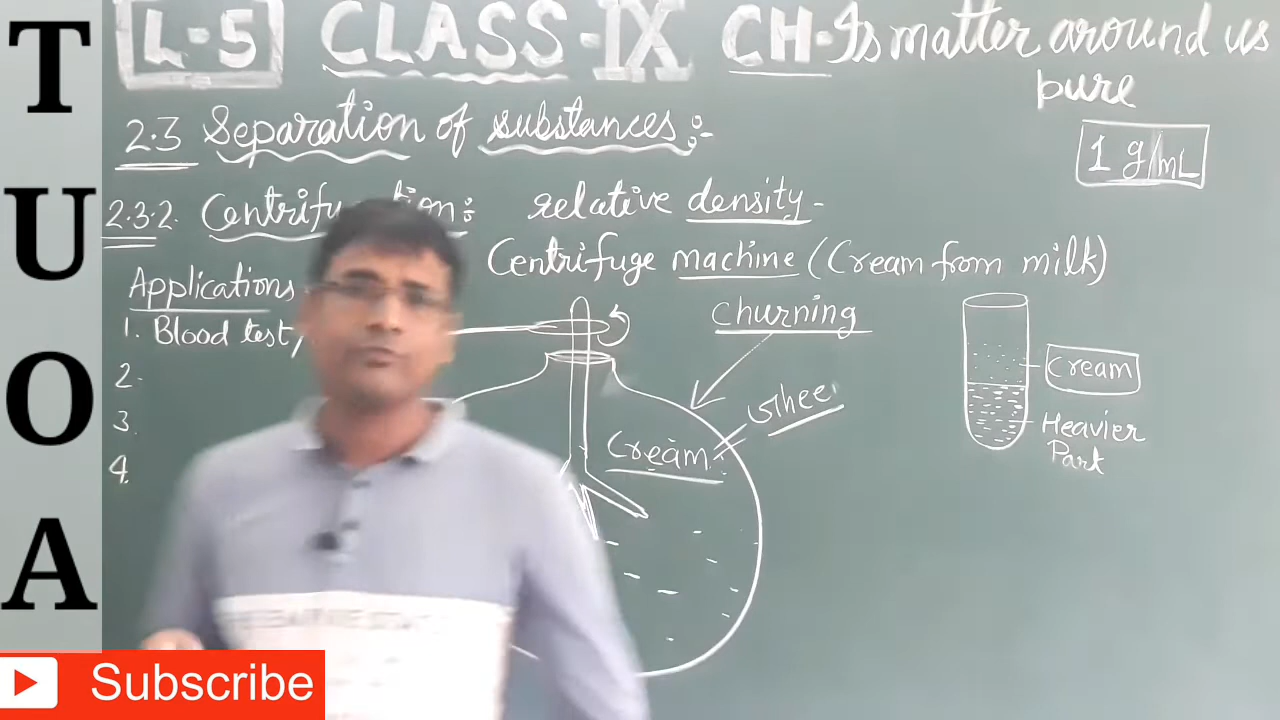 T
U
O
A
L-5 CLASS-IX CH-Is matter around us
pure
2.3 Separation of substances :-
1 g/mL
2.3.2. relative density -
Centrifuge machine (Cream from milk)
Applications
1. Blood test,
2.
3.
4.
Churning
Ghee
Cream
Cream
Heavier
Part
Subscribe